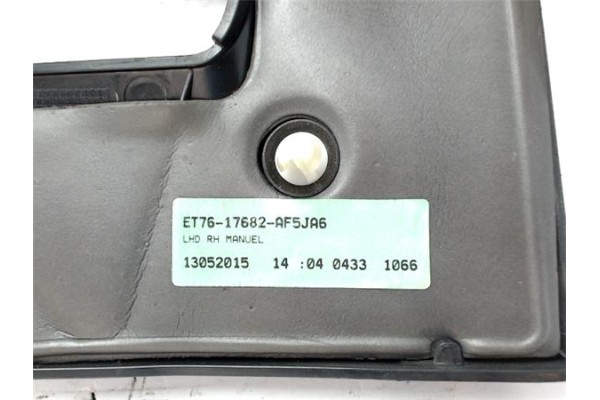 ET76-17682-AF5JA6
LHD RH MANUEL
13052015 14 :04 0433 1066